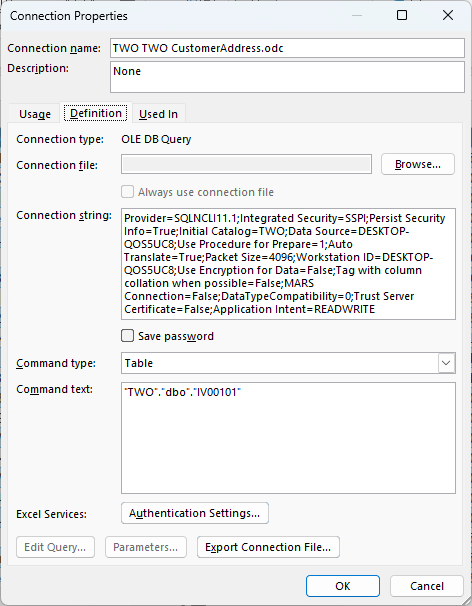 Connection Properties
Connection name: TWO TWO CustomerAddress.odc
Description: None
Usage Definition Used In
Connection type: OLE DB Query
Connection file: Browse...
Always use connection file
Connection string: Provider=SQLNCLI11.1;Integrated Security=SSPI;Persist Security
Info=True;Initial Catalog=TWO;Data Source=DESKTOP-
QOS5UC8;Use Procedure for Prepare=1;Auto
Translate=True;Packet Size=4096;Workstation ID=DESKTOP-
QOS5UC8;Use Encryption for Data=False;Tag with column
collation when possible=False;MARS
Connection=False;DataTypeCompatibility=0;Trust Server
Certificate=False;Application Intent=READWRITE
Save password
Command type: Table
Command text: "TWO"."dbo"."IV00101"
Excel Services: Authentication Settings...
Edit Query... Parameters... Export Connection File...
OK Cancel